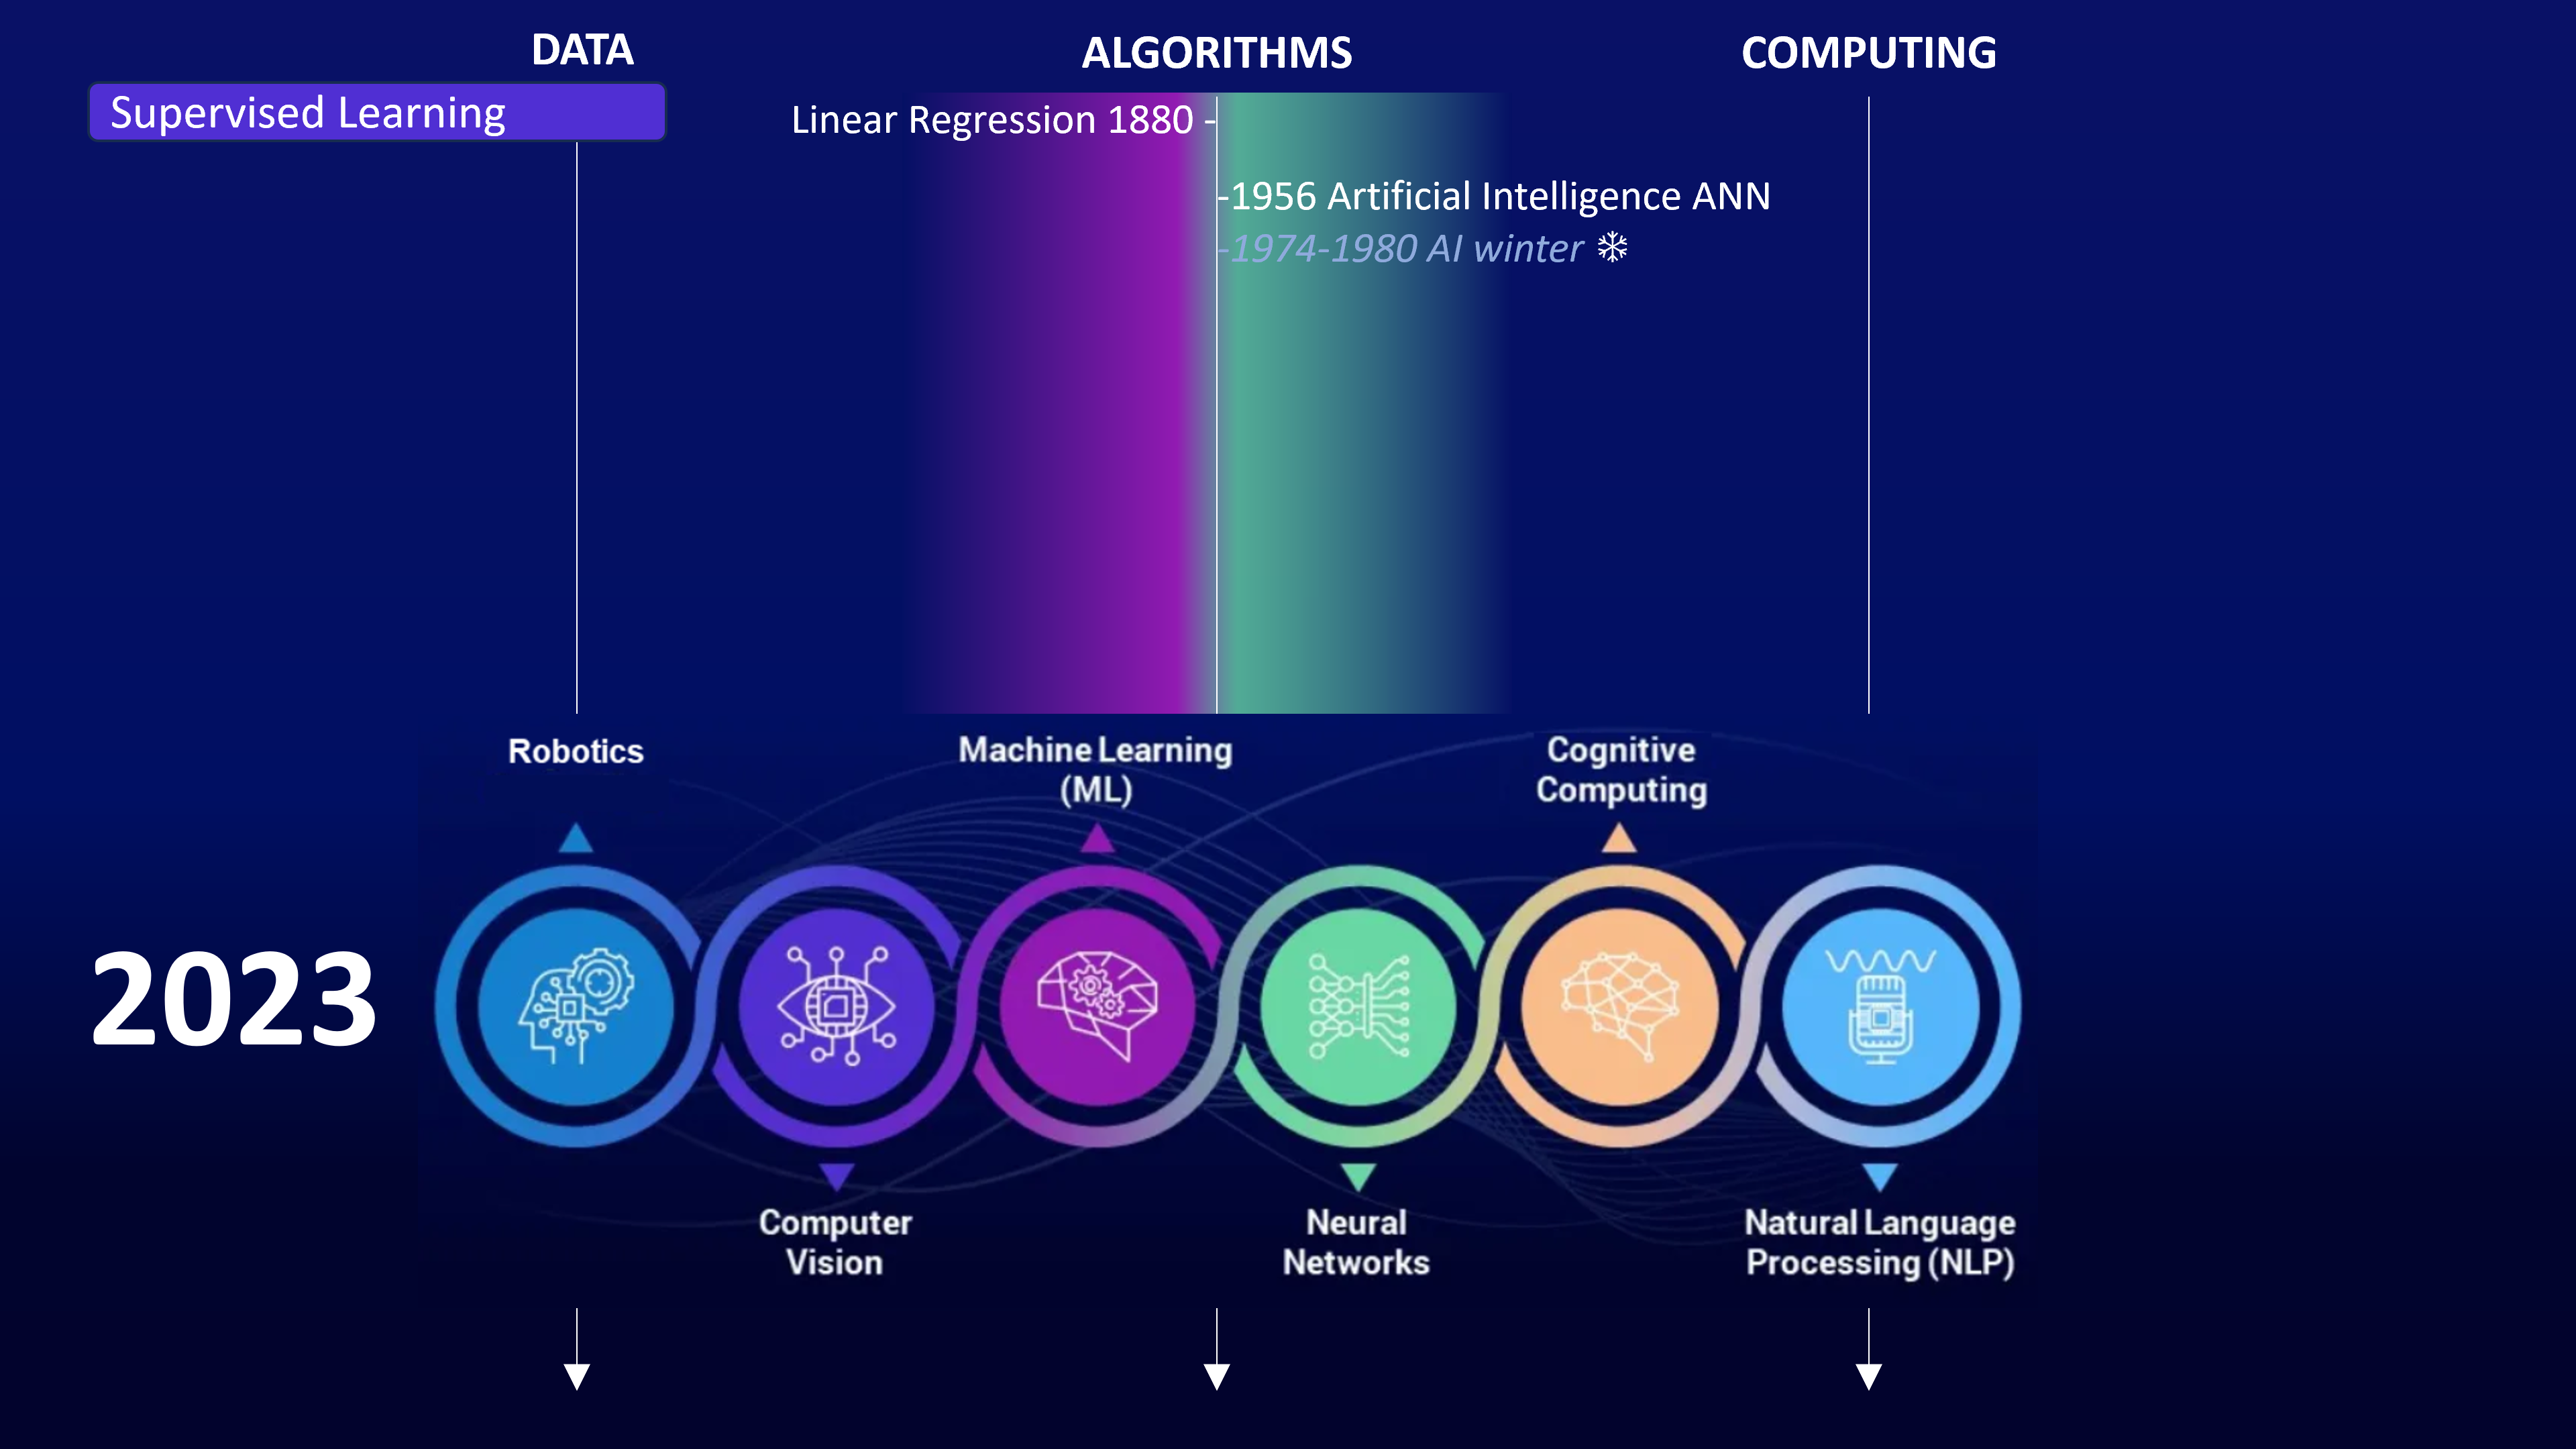 DATA
ALGORITHMS
COMPUTING
Supervised Learning
Linear Regression 1880 -
-1956 Artificial Intelligence ANN
-1974-1980 AI winter ❄
Robotics
Machine Learning
(ML)
Cognitive
Computing
2023
Computer
Vision
Neural
Networks
Natural Language
Processing (NLP)